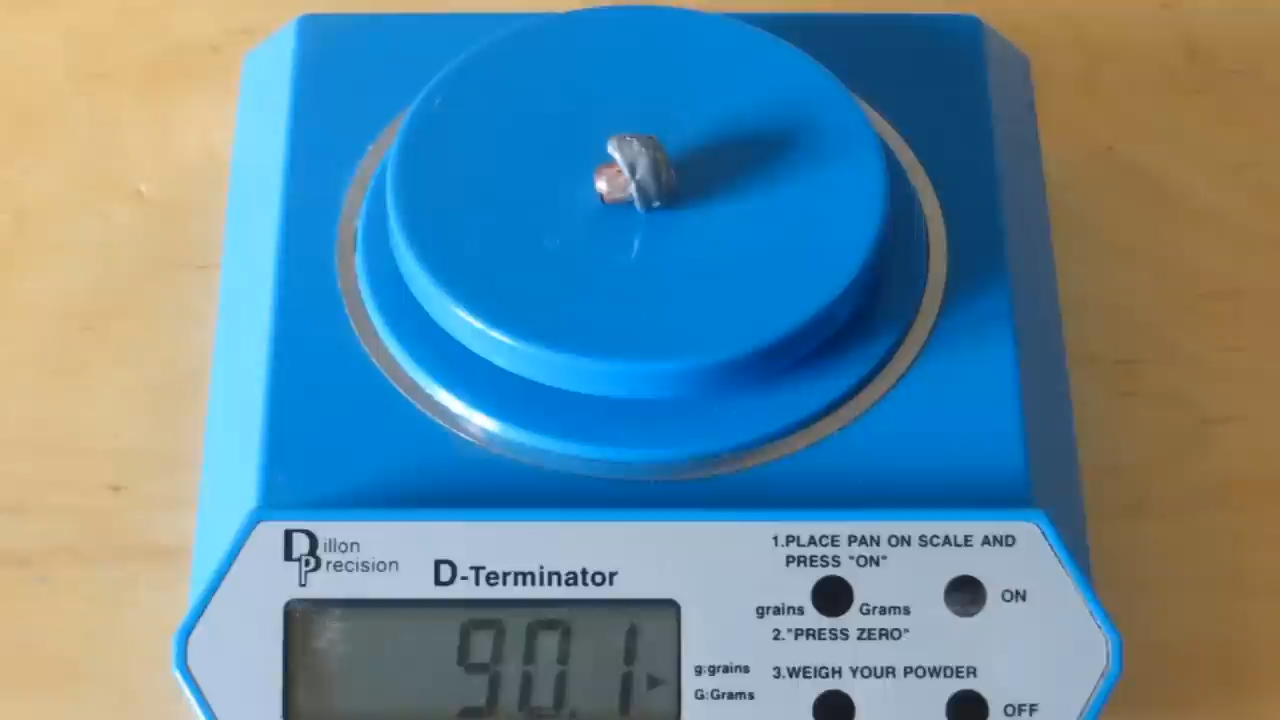 Dillon
Precision
D-Terminator
1.PLACE PAN ON SCALE AND
PRESS "ON"
grains Grams ON
2."PRESS ZERO"
3.WEIGH YOUR POWDER
90.1
g:grains
G:Grams
OFF